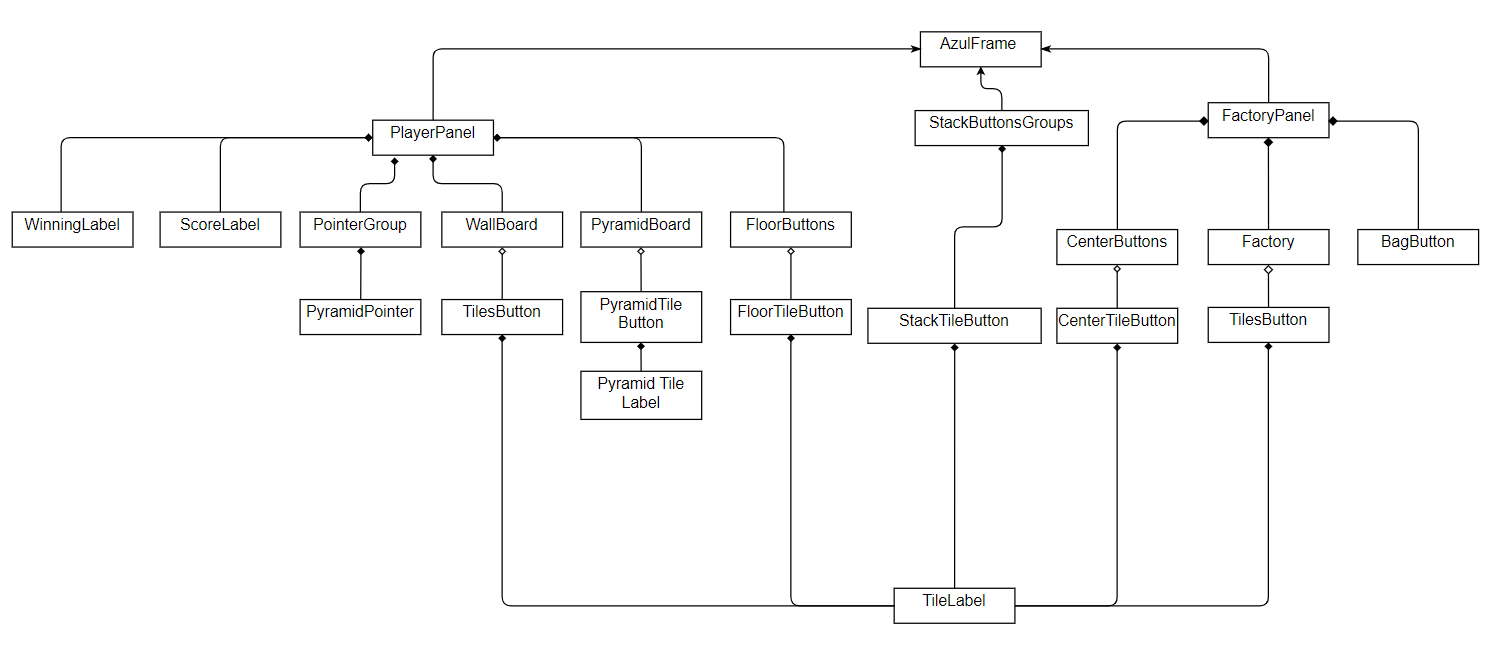 AzulFrame
StackButtonsGroups
FactoryPanel
PlayerPanel
WinningLabel
ScoreLabel
PointerGroup
WallBoard
PyramidBoard
FloorButtons
CenterButtons
Factory
BagButton
PyramidPointer
TilesButton
PyramidTile
Button
FloorTileButton
StackTileButton
CenterTileButton
TilesButton
Pyramid Tile
Label
TileLabel